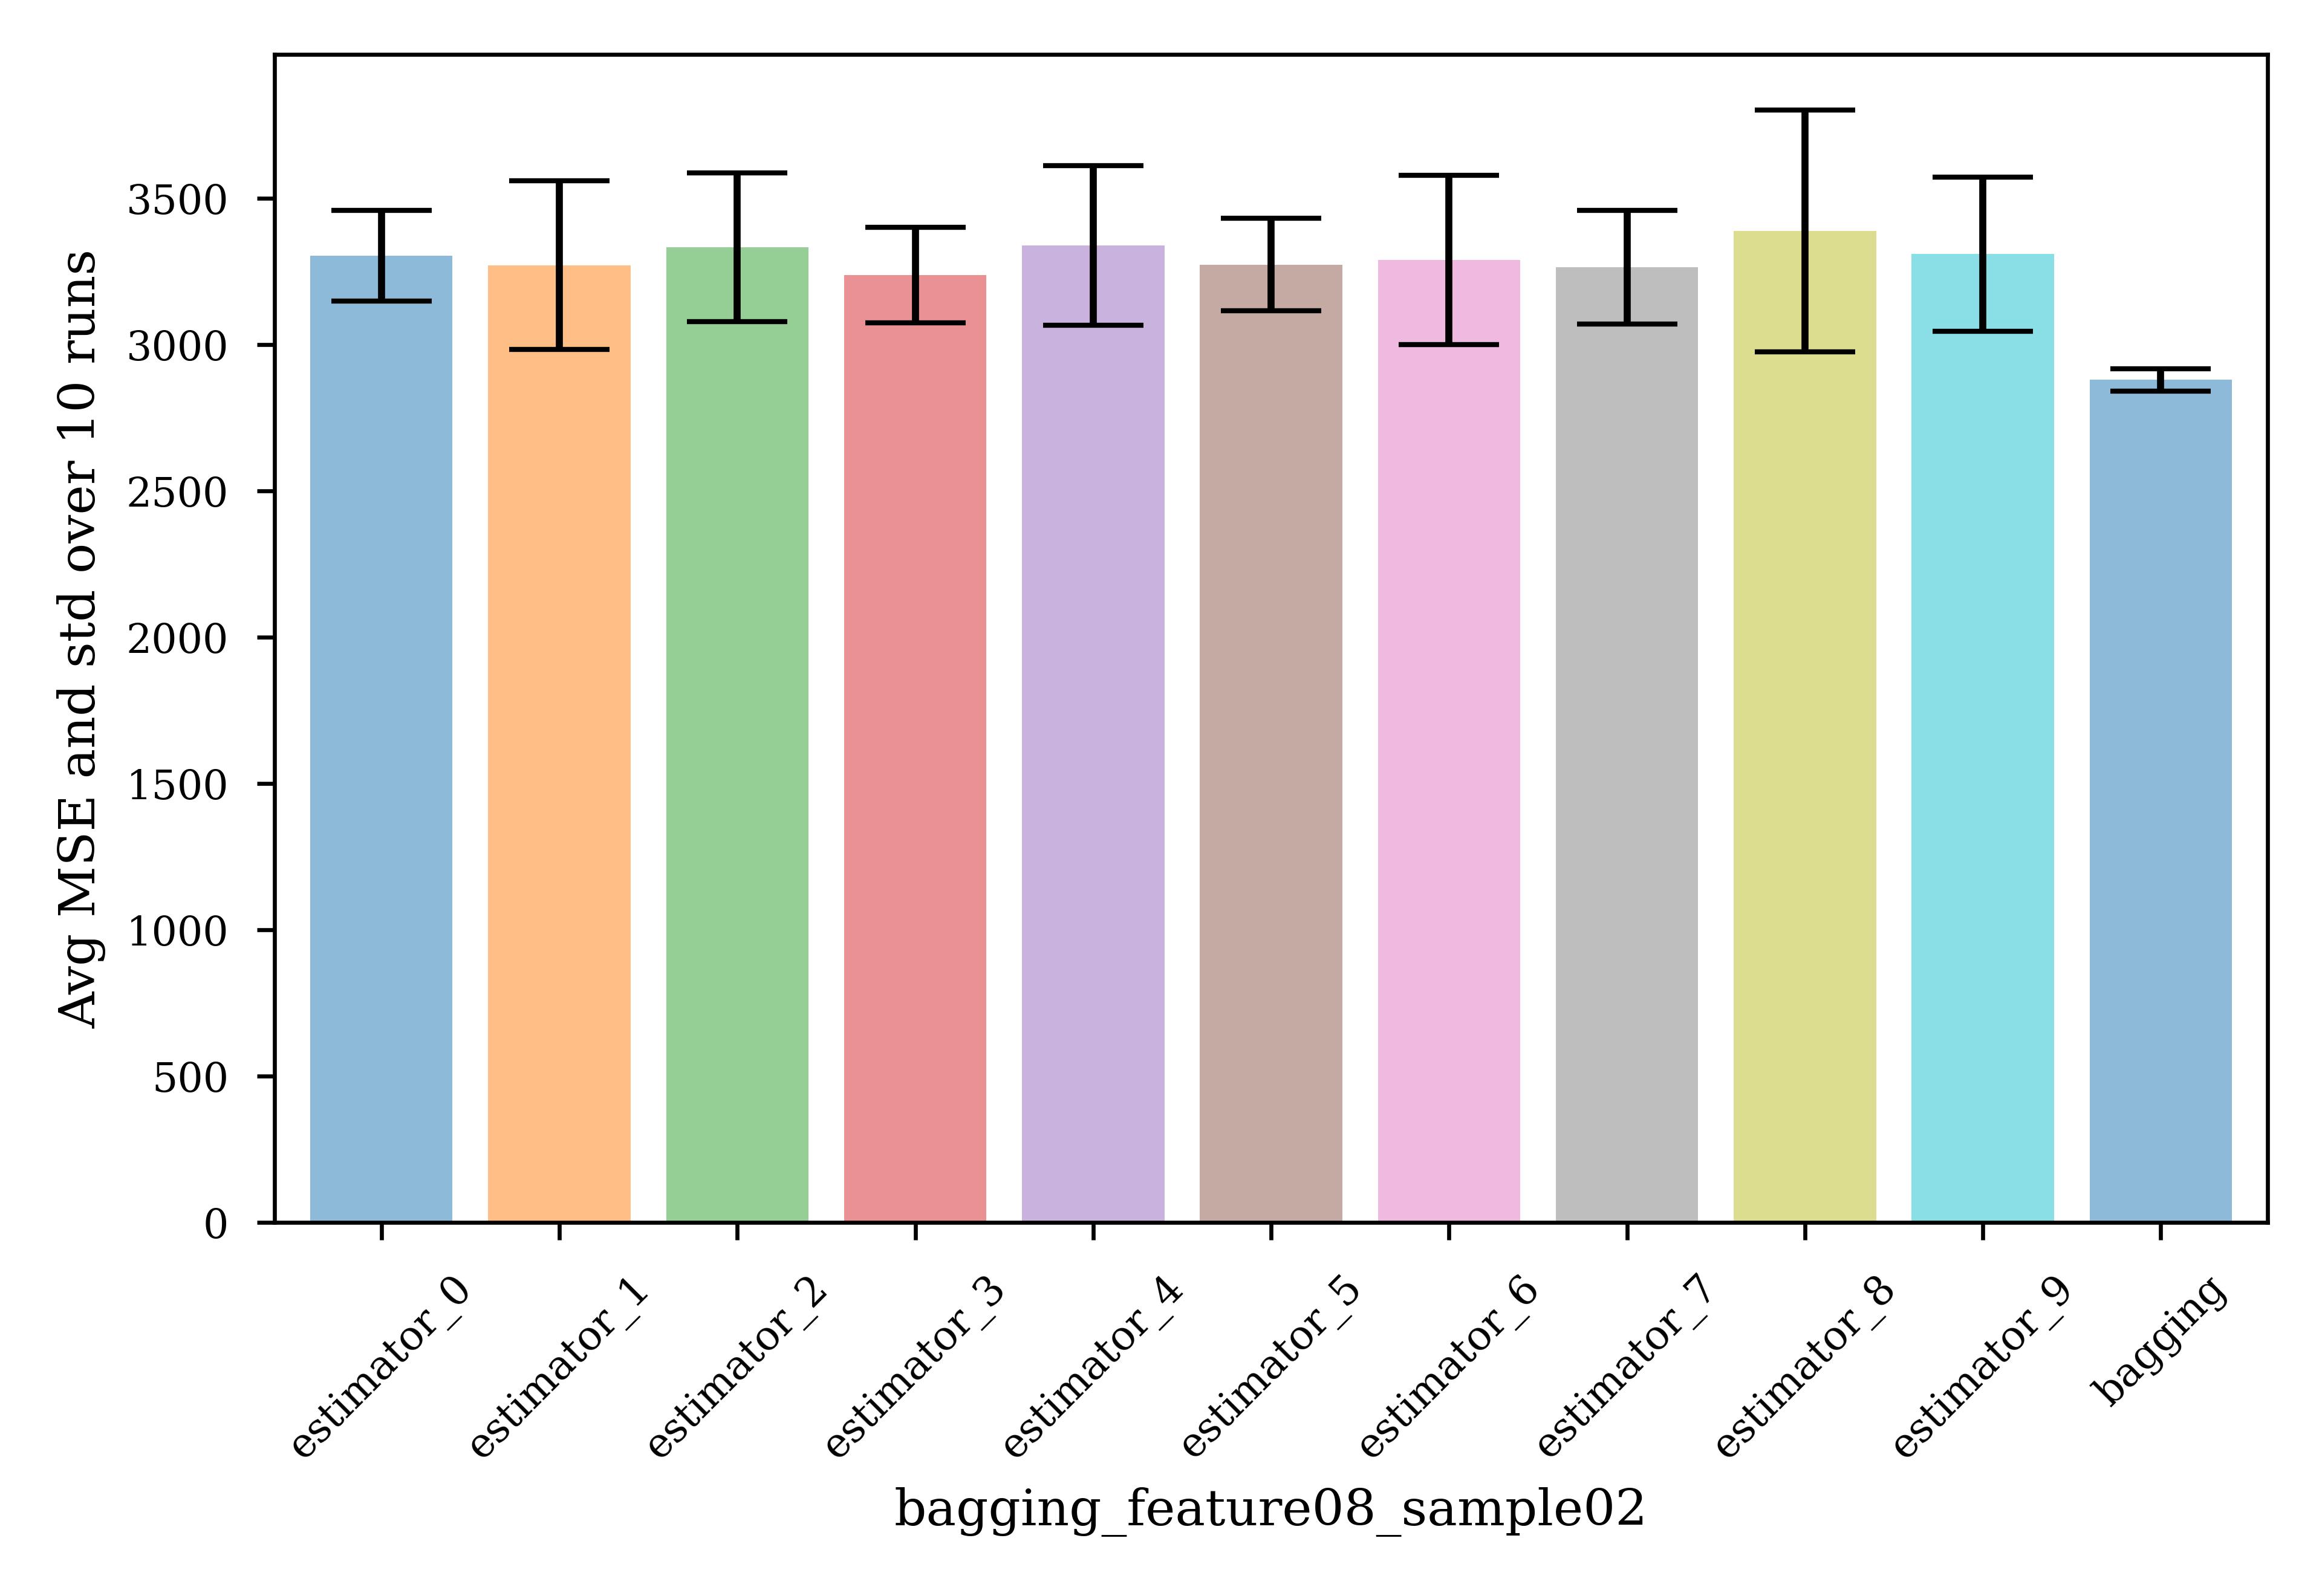 Avg MSE and std over 10 runs
3500
3000
2500
2000
1500
1000
500
0
estimator_0
estimator_1
estimator_2
estimator_3
estimator_4
estimator_5
estimator_6
estimator_7
estimator_8
estimator_9
bagging
bagging_feature08_sample02